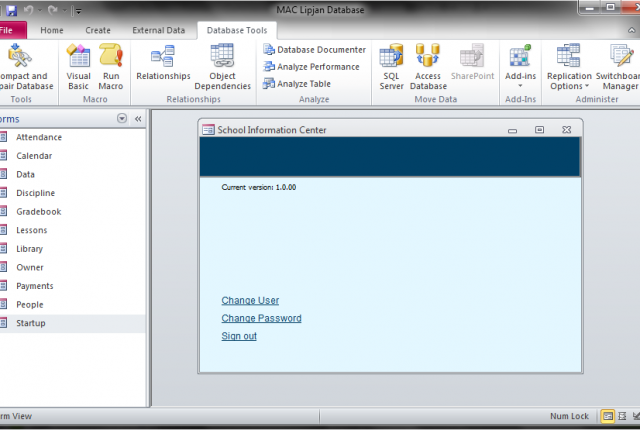 MAC Lipjan Database
File
Home
Create
External Data
Database Tools
ompact and
pair Database
Visual
Basic
Run
Macro
Relationships
Object
Dependencies
Database Documenter
Analyze Performance
Analyze Table
SQL
Server
Access
Database
SharePoint
Add-ins
Replication
Options
Switchboard
Manager
Tools
Macro
Relationships
Analyze
Move Data
Add-Ins
Administer
orms
Attendance
Calendar
Data
Discipline
Gradebook
Lessons
Library
Owner
Payments
People
Startup
School Information Center
Current version: 1.0.00
Change User
Change Password
Sign out
rm View
Num Lock